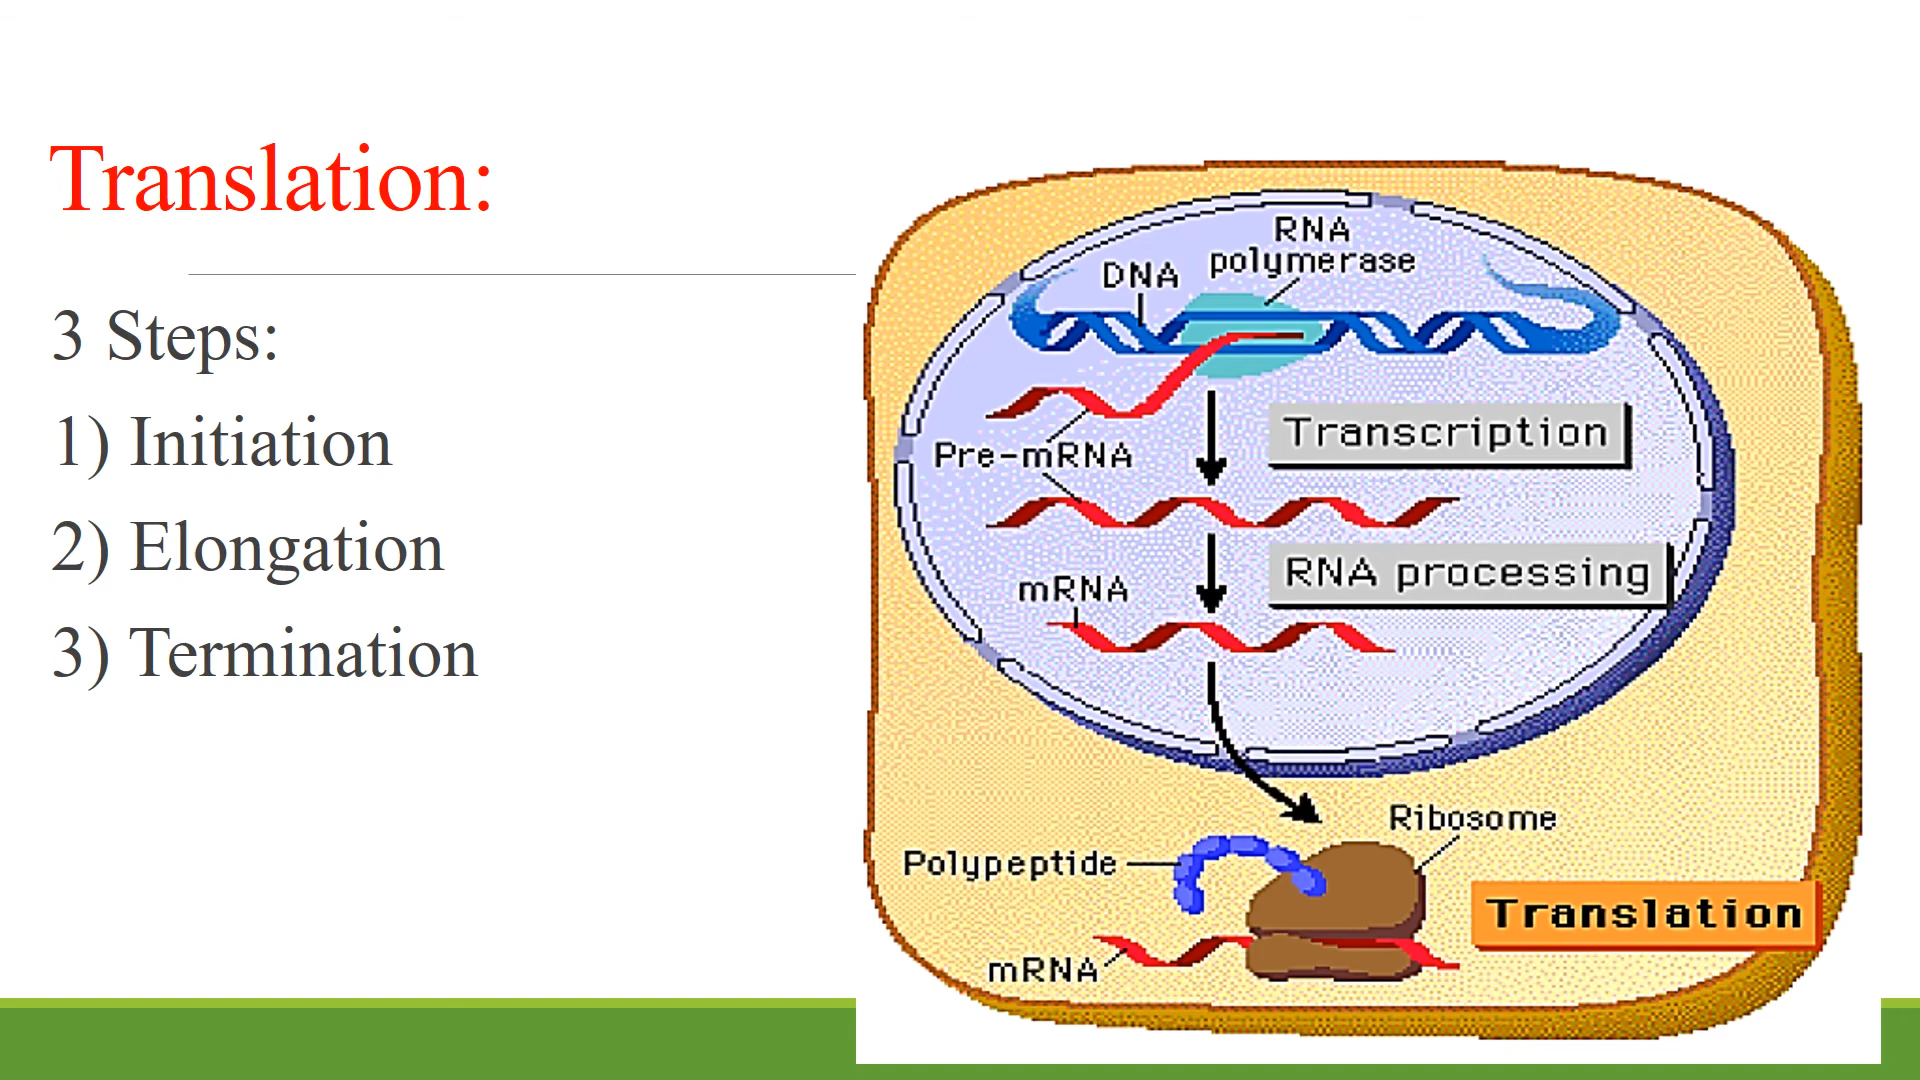 Translation:
3 Steps:
1) Initiation
2) Elongation
3) Termination
RNA
polymerase
DNA
Transcription
Pre-mRNA
RNA processing
mRNA
Ribosome
Polypeptide
Translation
mRNA